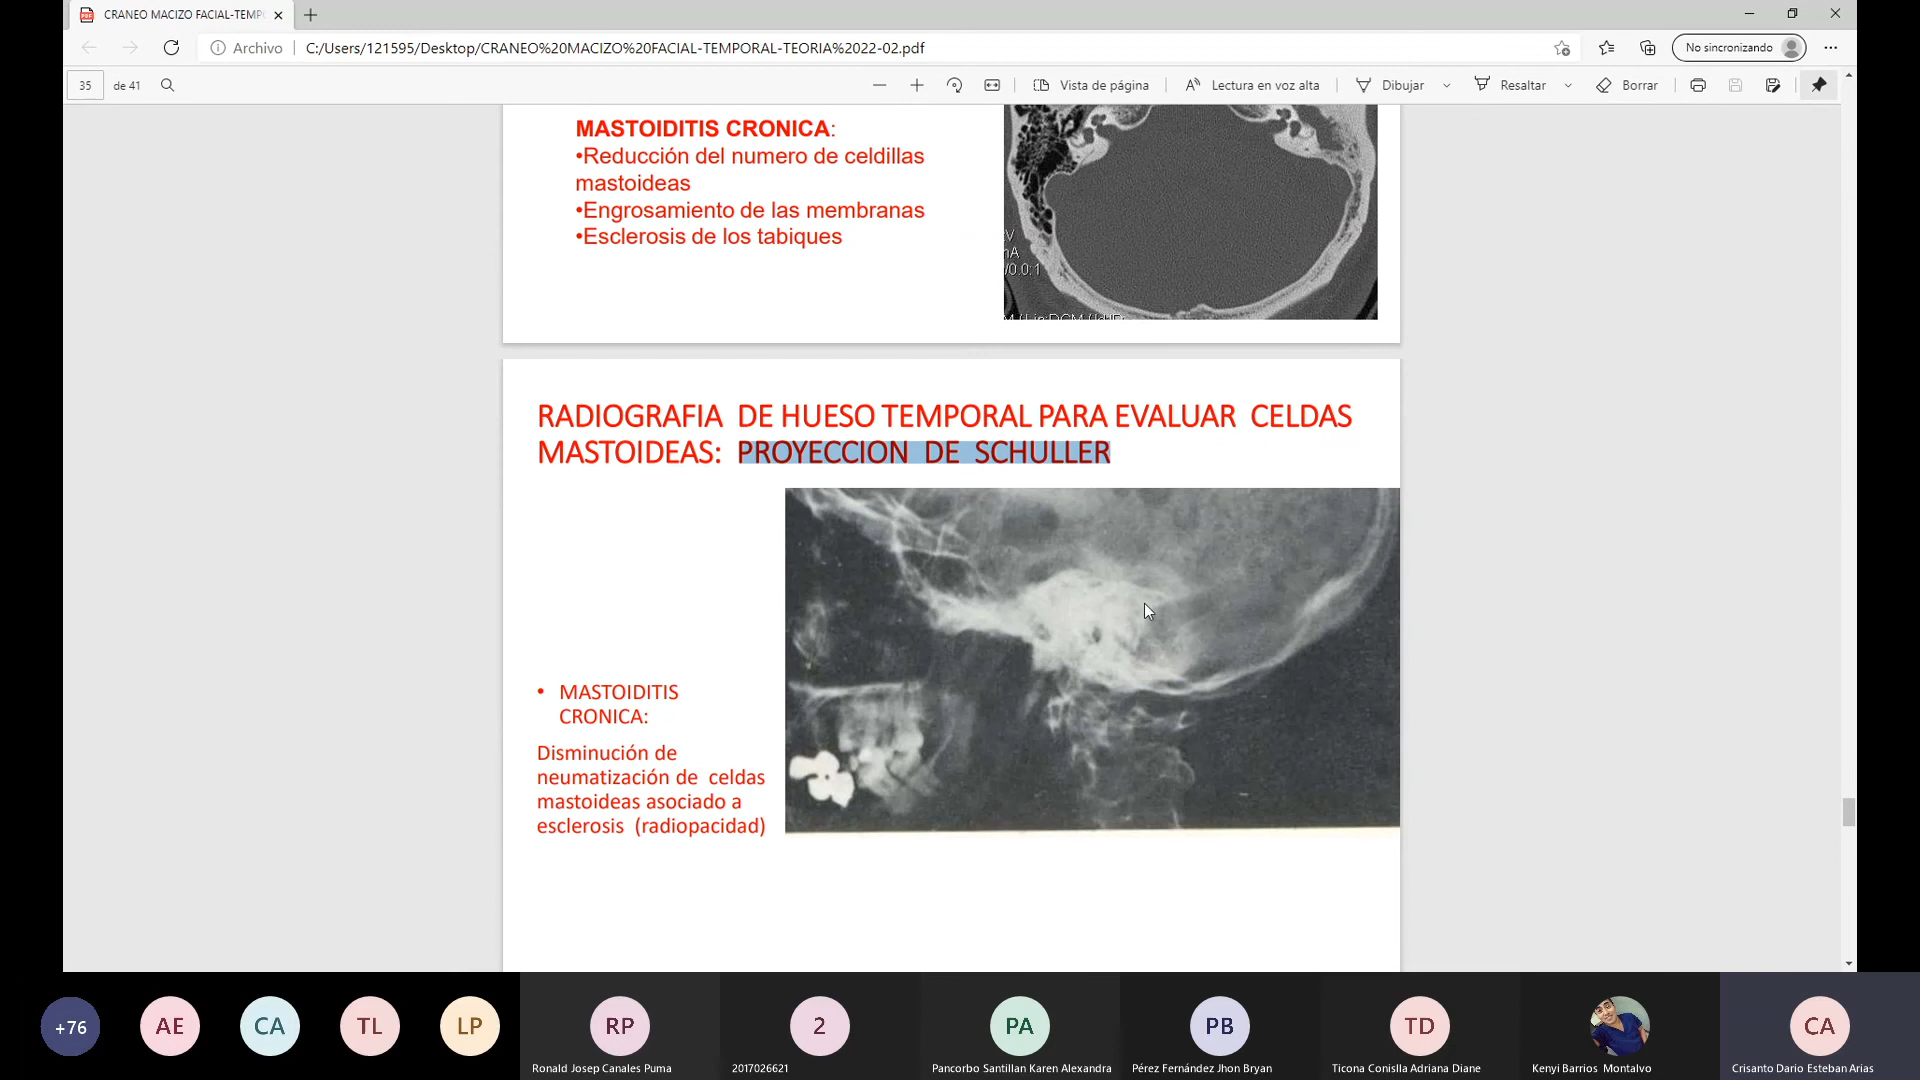 CRANEO MACIZO FACIAL-TEMPO
Archivo
C:/Users/121595/Desktop/CRANEO%20MACIZO%20FACIAL-TEMPORAL-TEORIA%2022-02.pdf
No sincronizando
35 de 41
Vista de página
Lectura en voz alta
Dibujar
Resaltar
Borrar
MASTOIDITIS CRONICA:
•Reducción del numero de celdillas
mastoideas
•Engrosamiento de las membranas
•Esclerosis de los tabiques
V
nA
/0.0:1
RADIOGRAFIA DE HUESO TEMPORAL PARA EVALUAR CELDAS
MASTOIDEAS: PROYECCION DE SCHULLER
• MASTOIDITIS
CRONICA:
Disminución de
neumatización de celdas
mastoideas asociado a
esclerosis (radiopacidad)
+76
AE
CA
TL
LP
RP
2
PA
PB
TD
CA
Ronald Josep Canales Puma
2017026621
Pancorbo Santillan Karen Alexandra
Pérez Fernández Jhon Bryan
Ticona Conislla Adriana Diane
Kenyi Barrios Montalvo
Crisanto Dario Esteban Arias